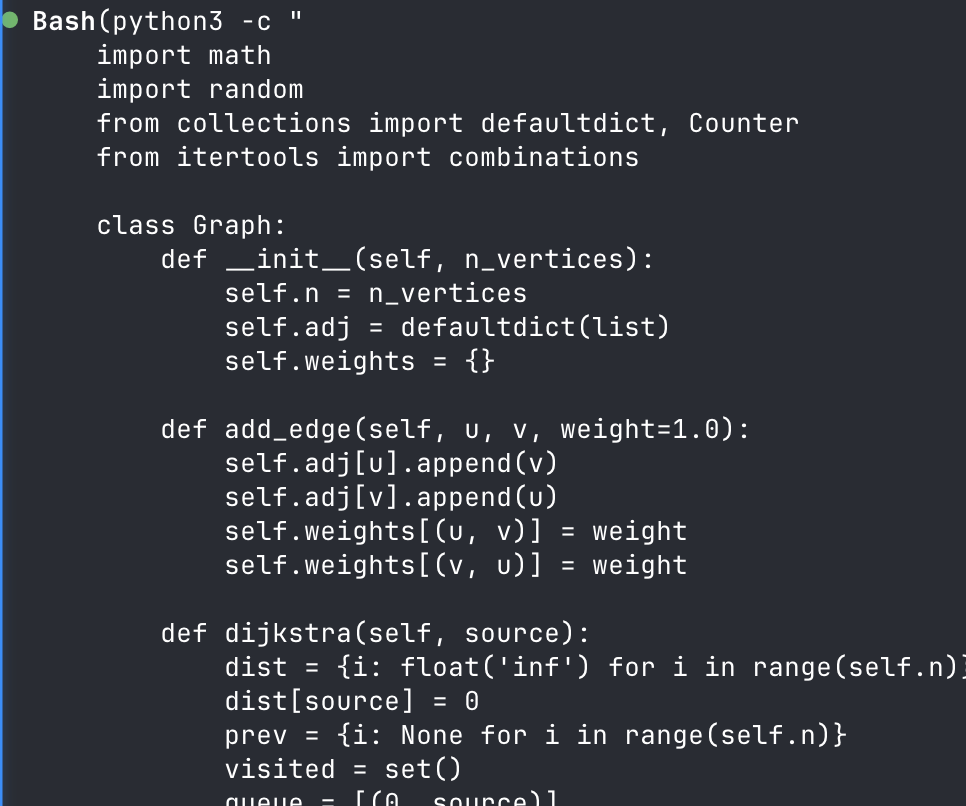 Bash(python3 -c "
import math
import random
from collections import defaultdict, Counter
from itertools import combinations

class Graph:
    def __init__(self, n_vertices):
        self.n = n_vertices
        self.adj = defaultdict(list)
        self.weights = {}

    def add_edge(self, u, v, weight=1.0):
        self.adj[u].append(v)
        self.adj[v].append(u)
        self.weights[(u, v)] = weight
        self.weights[(v, u)] = weight

    def dijkstra(self, source):
        dist = {i: float('inf') for i in range(self.n)}
        dist[source] = 0
        prev = {i: None for i in range(self.n)}
        visited = set()
        queue = [(0, source)]